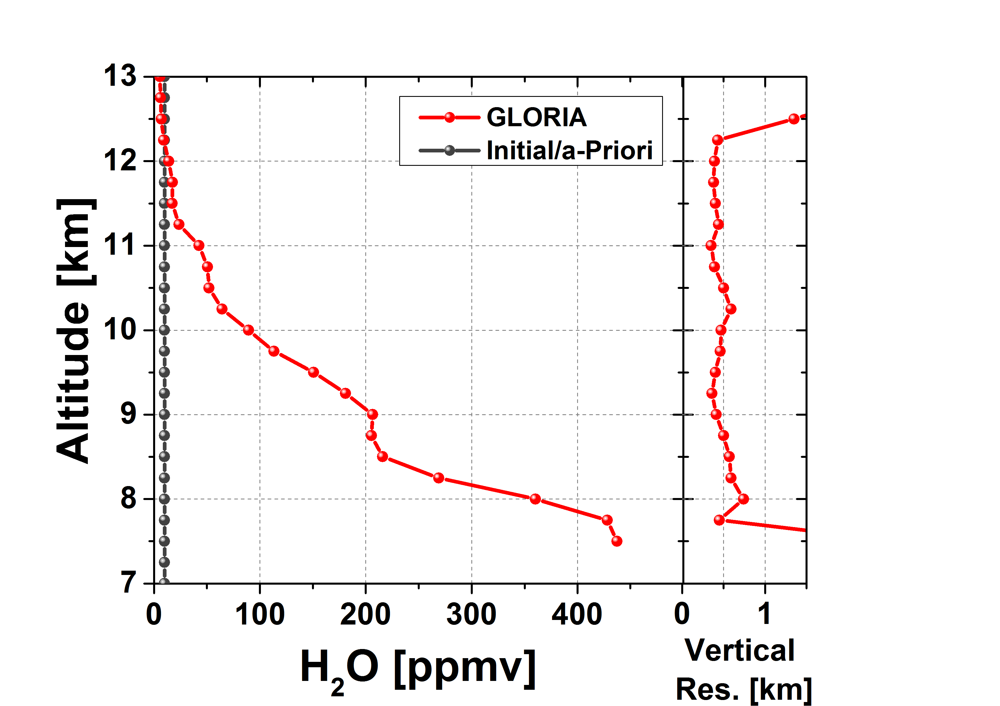 GLORIA
Initial/a-Priori
Altitude [km]
13
12
11
10
9
8
7
0 100 200 300 400
0 1
H₂O [ppmv]
Vertical
Res. [km]